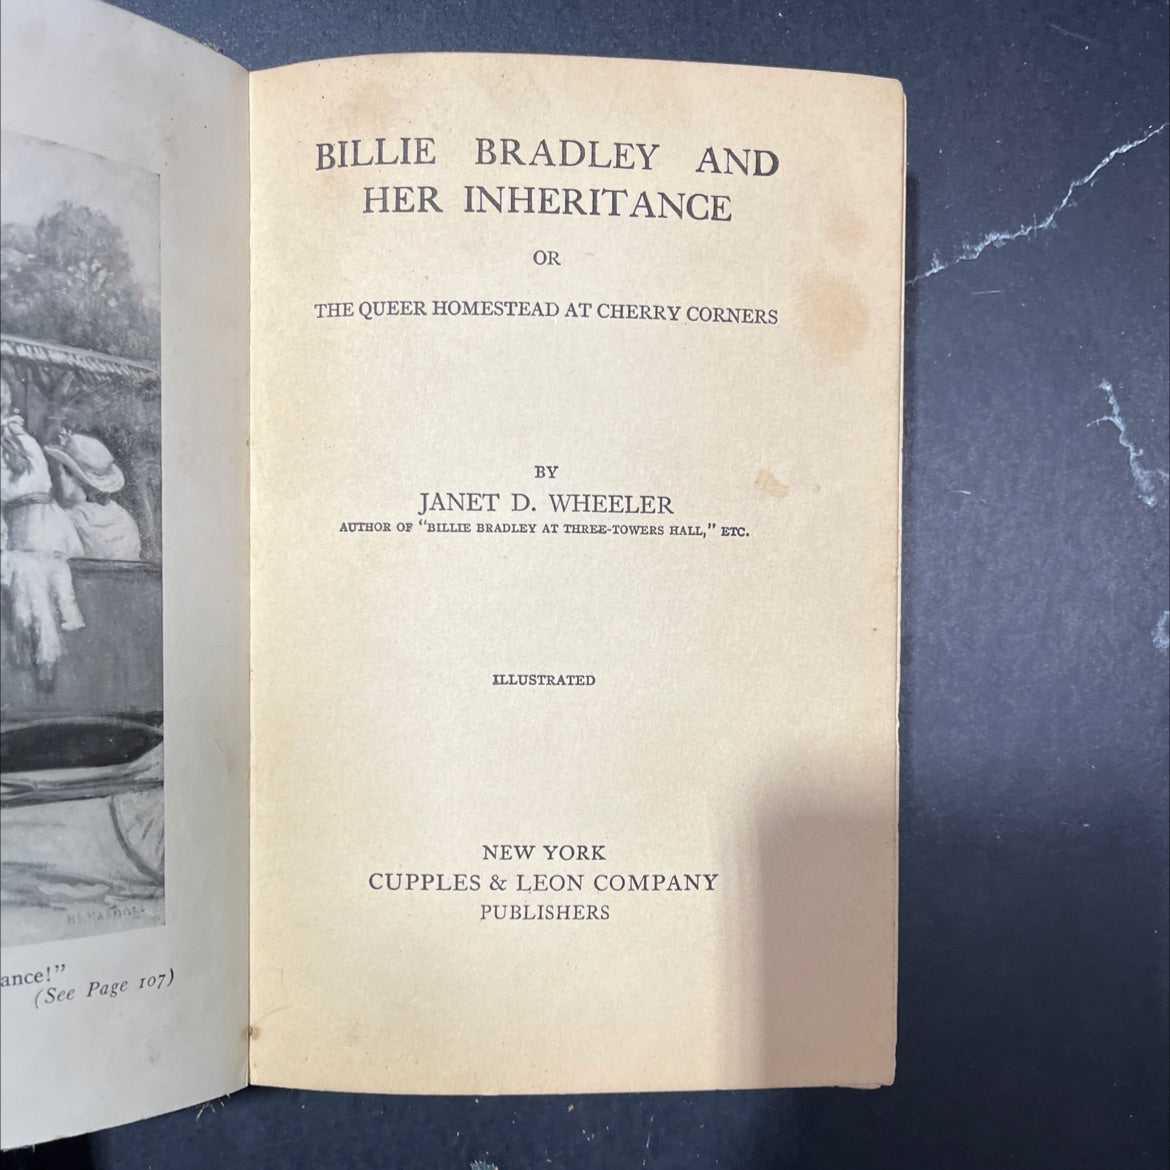 ance!"
(See Page 107)
BILLIE BRADLEY AND
HER INHERITANCE
OR
THE QUEER HOMESTEAD AT CHERRY CORNERS
BY
JANET D. WHEELER
AUTHOR OF "BILLIE BRADLEY AT THREE-TOWERS HALL," ETC.
ILLUSTRATED
NEW YORK
CUPPLES & LEON COMPANY
PUBLISHERS